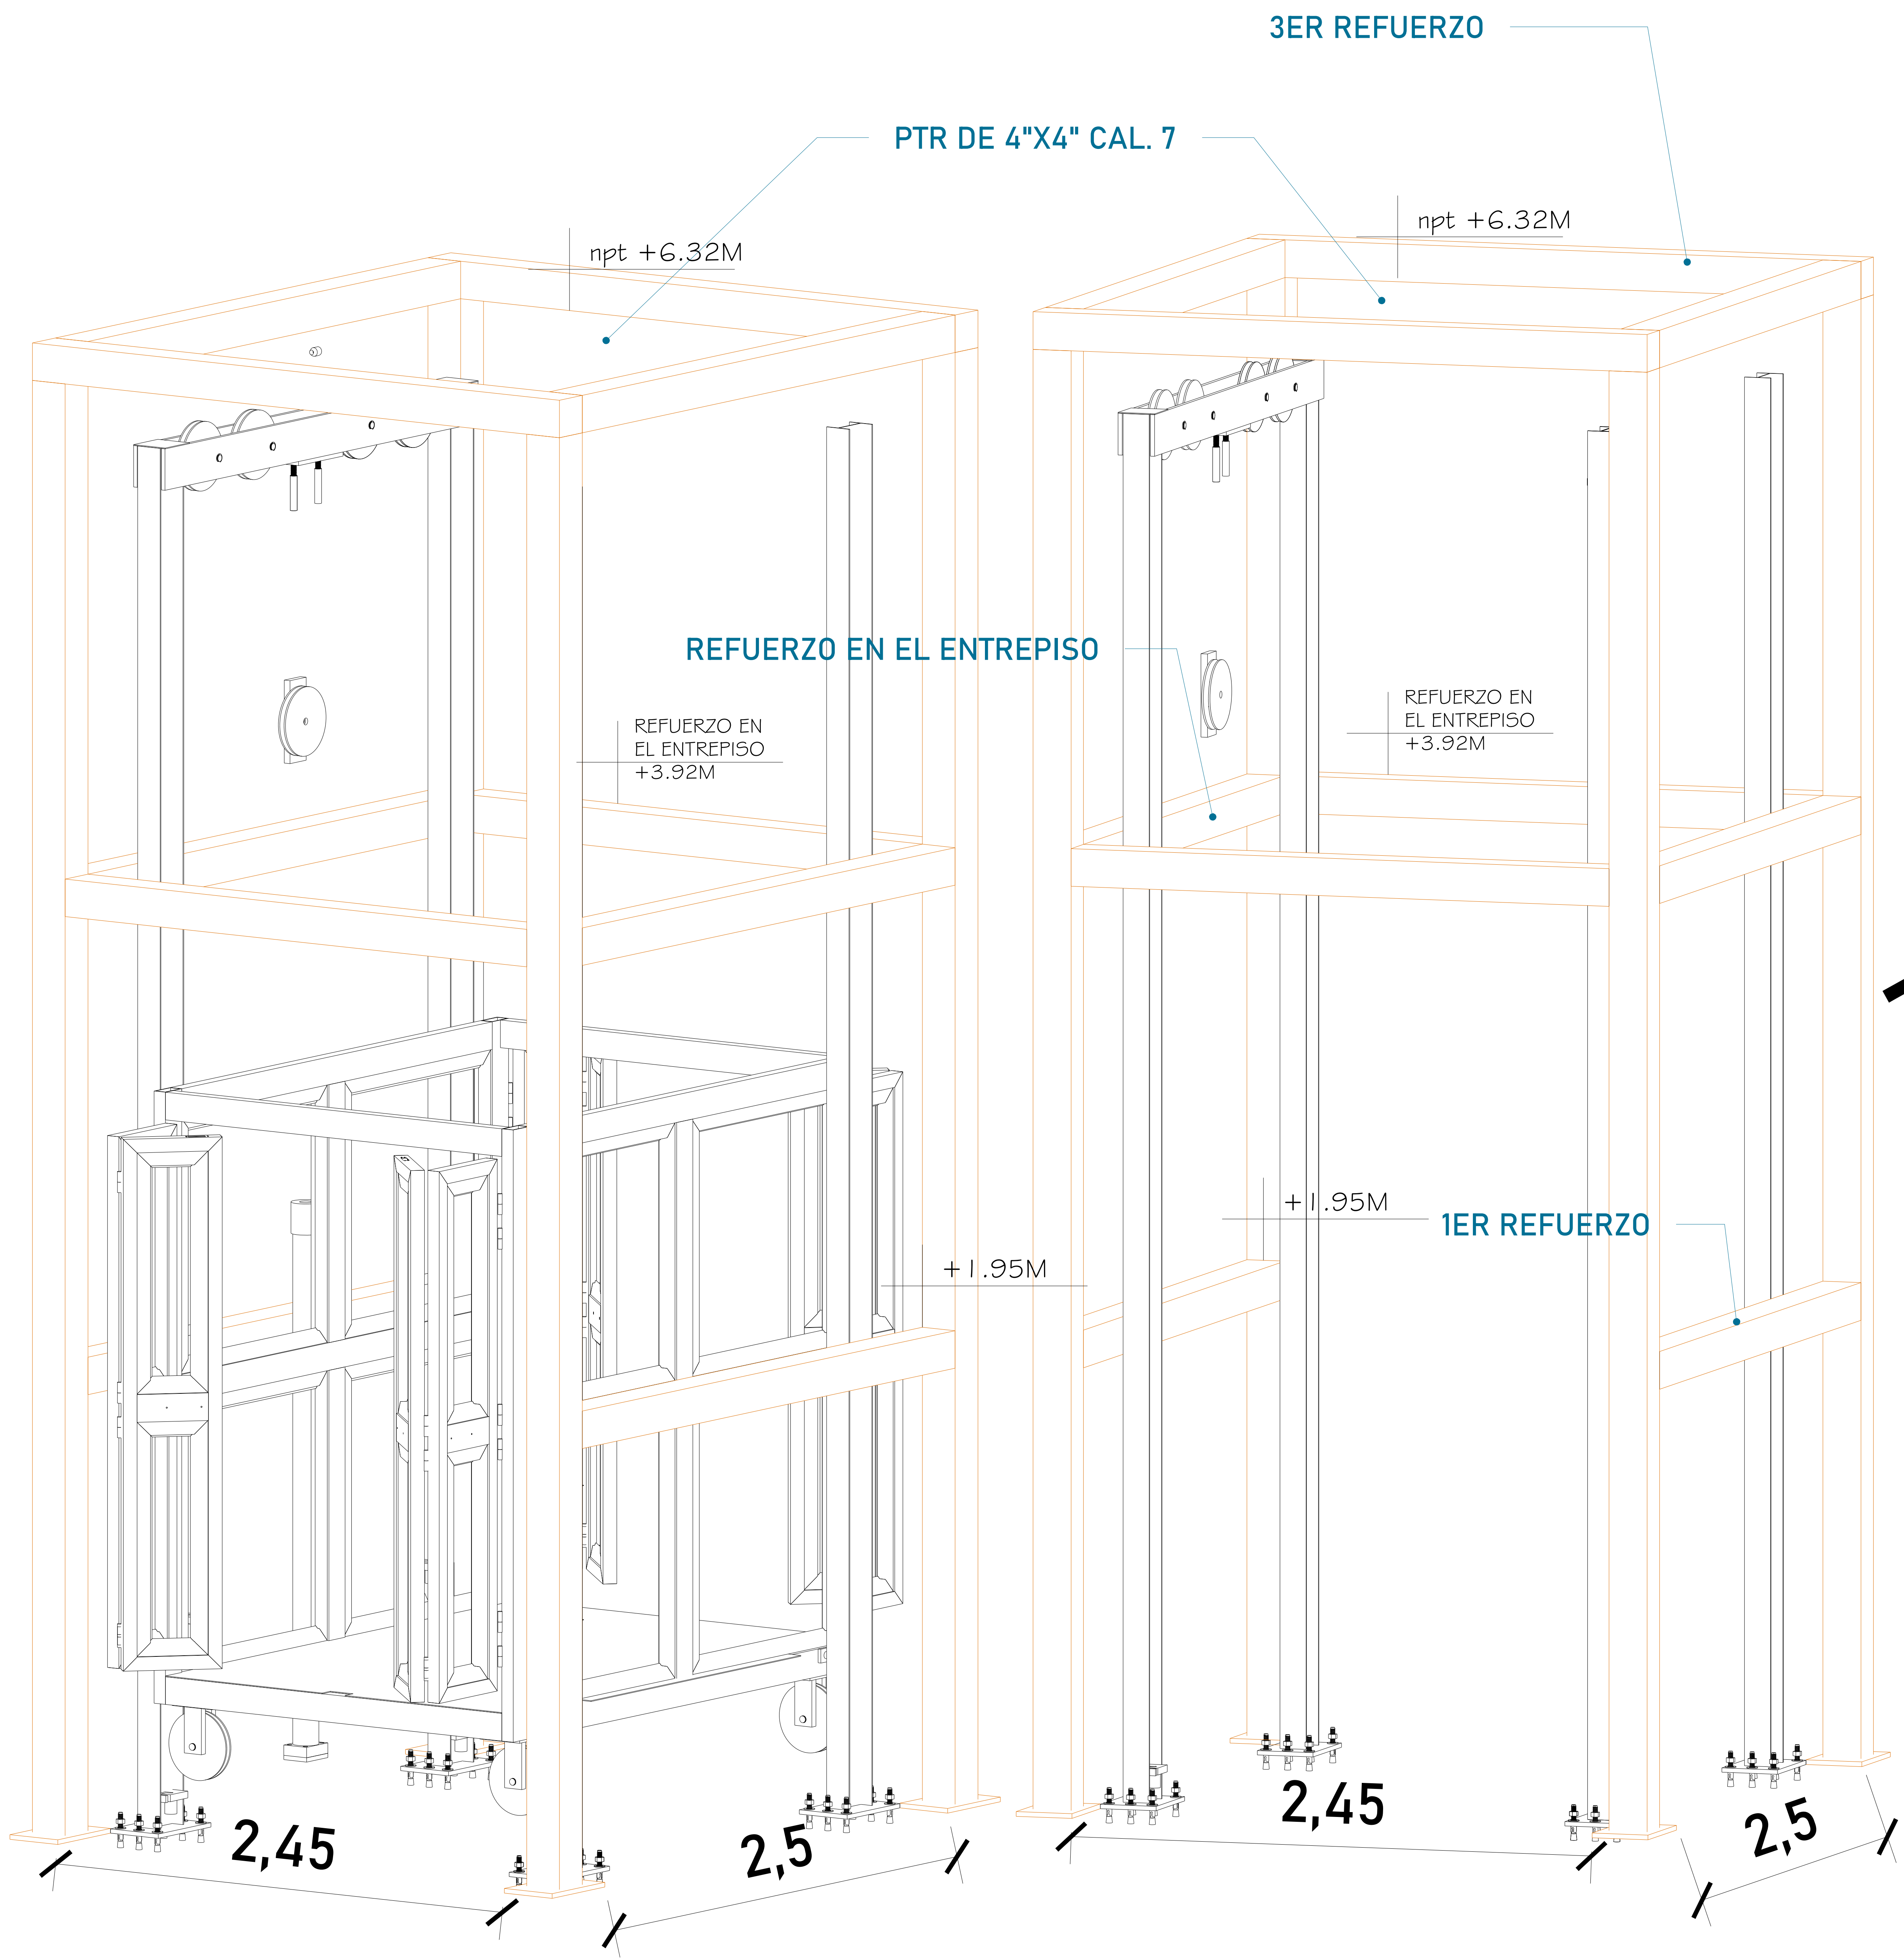 3ER REFUERZO
PTR DE 4"X4" CAL. 7
npt +6.32M
npt +6.32M
REFUERZO EN EL ENTREPISO
REFUERZO EN
EL ENTREPISO
+3.92M
REFUERZO EN
EL ENTREPISO
+3.92M
+1.95M
1ER REFUERZO
+1.95M
2,45
2,5
2,45
2,5